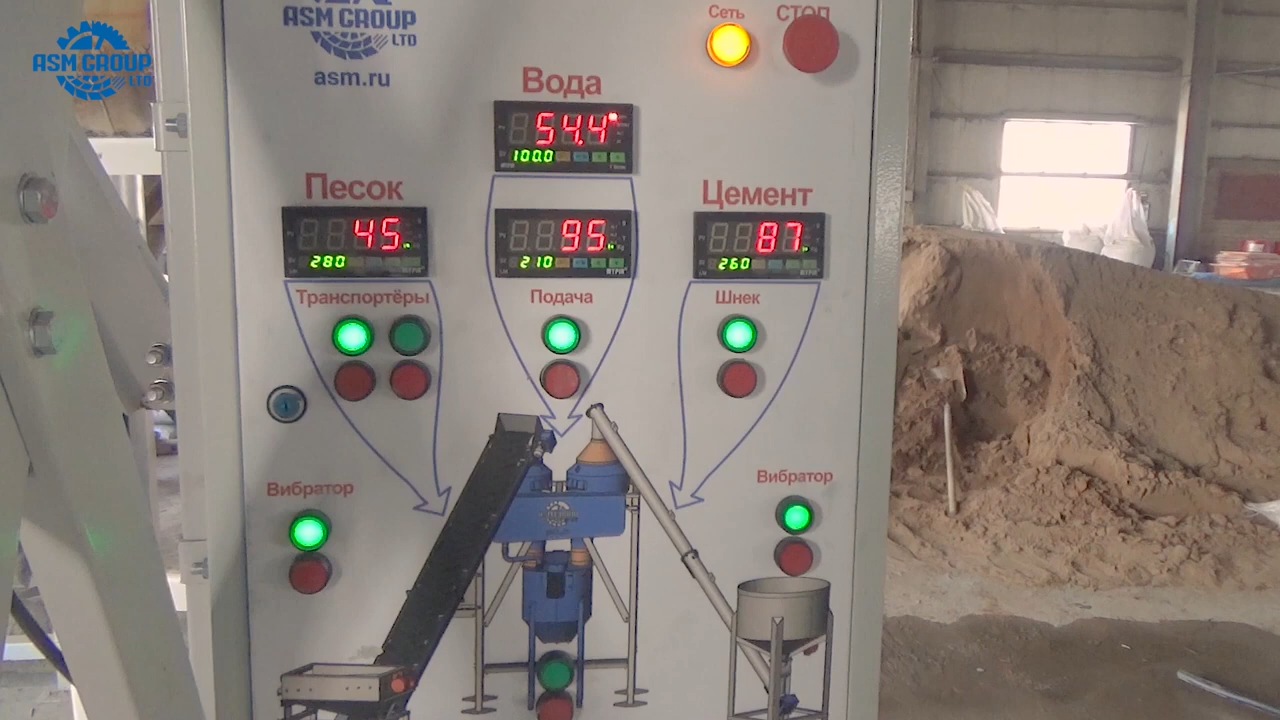 ASM GROUP
LTD
ASM GROUP
LTD
asm.ru
Сеть
СТОП
Вода
54.4
100.0
Песок
45
280
95
210
Цемент
87
260
Транспортёры
Подача
Шнек
Вибратор
Вибратор